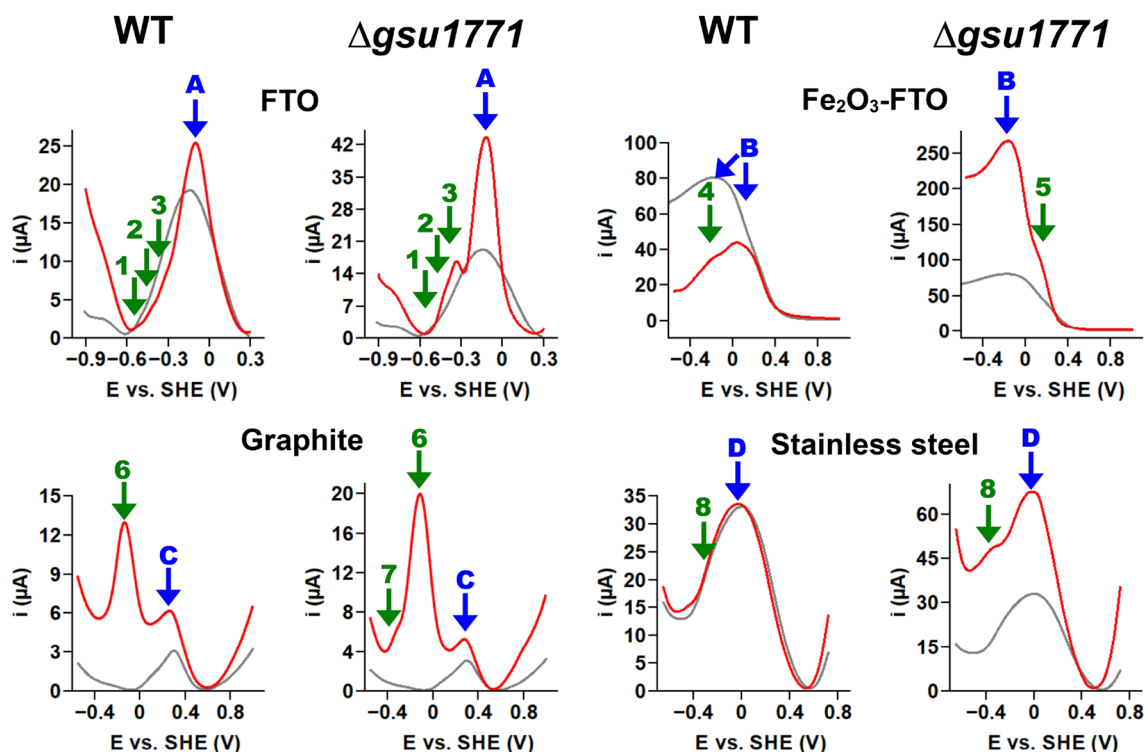 WT
Δgsu1771
WT
Δgsu1771
FTO
Fe₂O₃-FTO
A
1
2
3
i (µA)
25
20
15
10
5
0
−0.9 −0.6 −0.3 0 0.3
E vs. SHE (V)
A
1
2
3
i (µA)
42
35
28
21
14
7
0
−0.9 −0.6 −0.3 0 0.3
E vs. SHE (V)
B
4
i (µA)
100
80
60
40
20
0
−0.4 0 0.4 0.8
E vs. SHE (V)
B
5
i (µA)
250
200
150
100
50
0
−0.4 0 0.4 0.8
E vs. SHE (V)
Graphite
Stainless steel
6
C
i (µA)
15
12
9
6
3
0
−0.4 0 0.4 0.8
E vs. SHE (V)
6
7
C
i (µA)
20
16
12
8
4
0
−0.4 0 0.4 0.8
E vs. SHE (V)
D
8
i (µA)
35
30
25
20
15
10
5
0
−0.4 0 0.4 0.8
E vs. SHE (V)
D
8
i (µA)
60
45
30
15
0
−0.4 0 0.4 0.8
E vs. SHE (V)